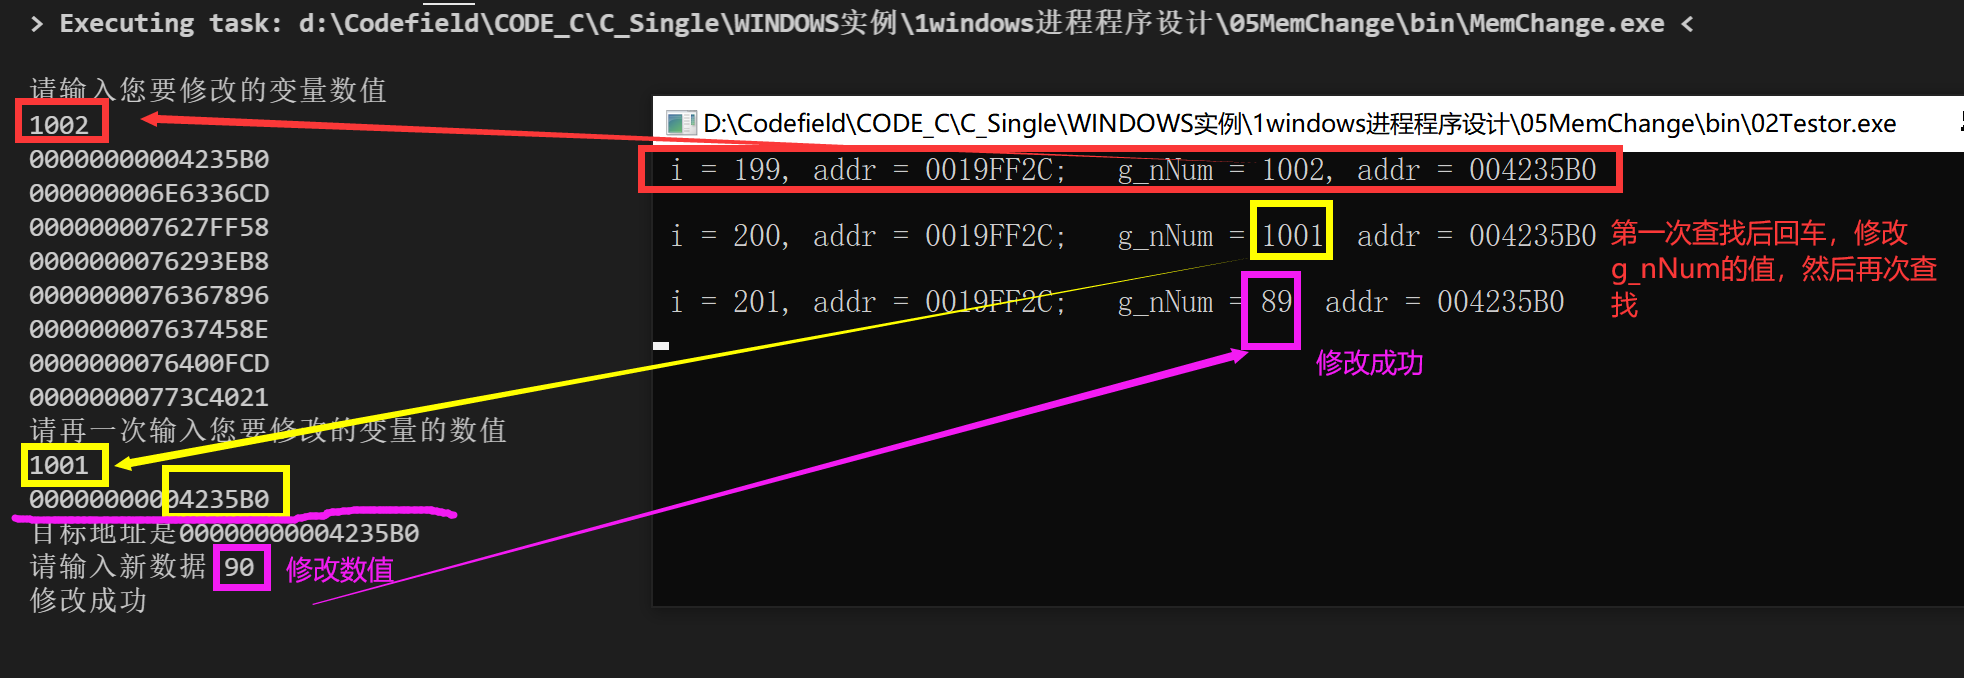 > Executing task: d:\Codefield\CODE_C\C_Single\WINDOWS实例\1windows进程程序设计\05MemChange\bin\MemChange.exe <
请输入您要修改的变量数值
1002
00000000004235B0
000000006E6336CD
000000007627FF58
0000000076293EB8
0000000076367896
000000007637458E
0000000076400FCD
00000000773C4021
请再一次输入您要修改的变量的数值
1001
00000000004235B0
目标地址是00000000004235B0
请输入新数据 90 修改数值
修改成功
D:\Codefield\CODE_C\C_Single\WINDOWS实例\1windows进程程序设计\05MemChange\bin\02Testor.exe
i = 199, addr = 0019FF2C;   g_nNum = 1002, addr = 004235B0
i = 200, addr = 0019FF2C;   g_nNum = 1001  addr = 004235B0
i = 201, addr = 0019FF2C;   g_nNum = 89  addr = 004235B0
第一次查找后回车，修改
g_nNum的值，然后再次查
找
修改成功